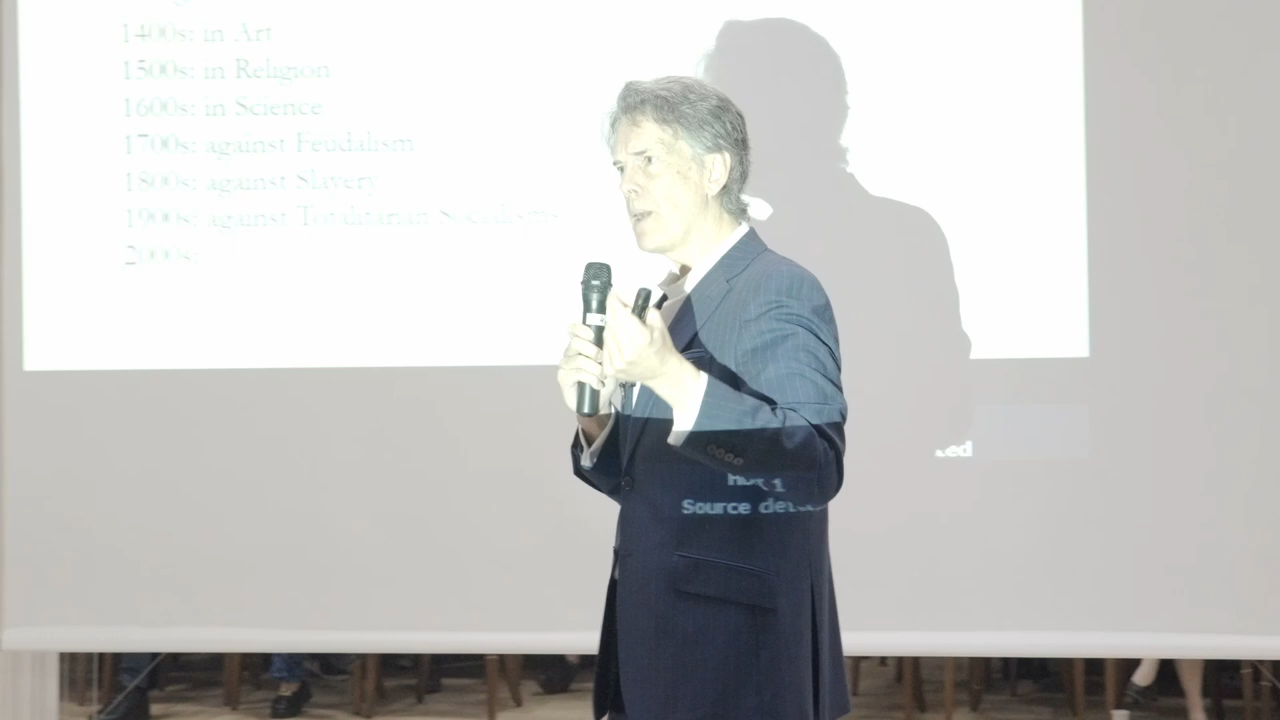 1400s: in Art
1500s: in Religion
1600s: in Science
1700s: against Feudalism
1800s: against Slavery
1900s: against Totalitarian Socialisms
2000s:
Source